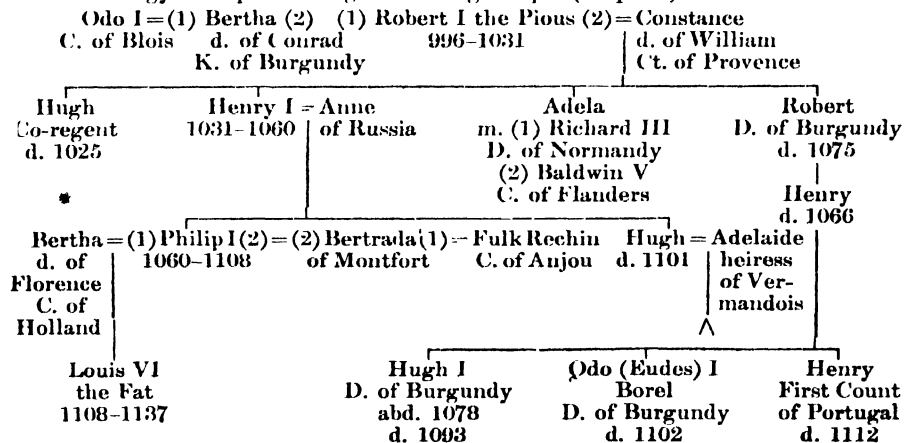 Odo I = (1) Bertha (2) (1) Robert I the Pious (2) = Constance
C. of Blois d. of Conrad 996–1031 d. of William
K. of Burgundy Ct. of Provence
Hugh Henry I = Anne Adela Robert
Co-regent 1031–1060 of Russia m. (1) Richard III D. of Burgundy
d. 1025 D. of Normandy d. 1075
(2) Baldwin V
C. of Flanders Henry
d. 1066
Bertha = (1) Philip I (2) = (2) Bertrada (1) = Fulk Rechin Hugh = Adelaide
d. of 1060–1108 of Montfort C. of Anjou d. 1101 heiress
Florence of Ver-
C. of mandois
Holland
Louis VI Hugh I Odo (Eudes) I Henry
the Fat D. of Burgundy Borel First Count
1108–1137 abd. 1078 D. of Burgundy of Portugal
d. 1093 d. 1102 d. 1112